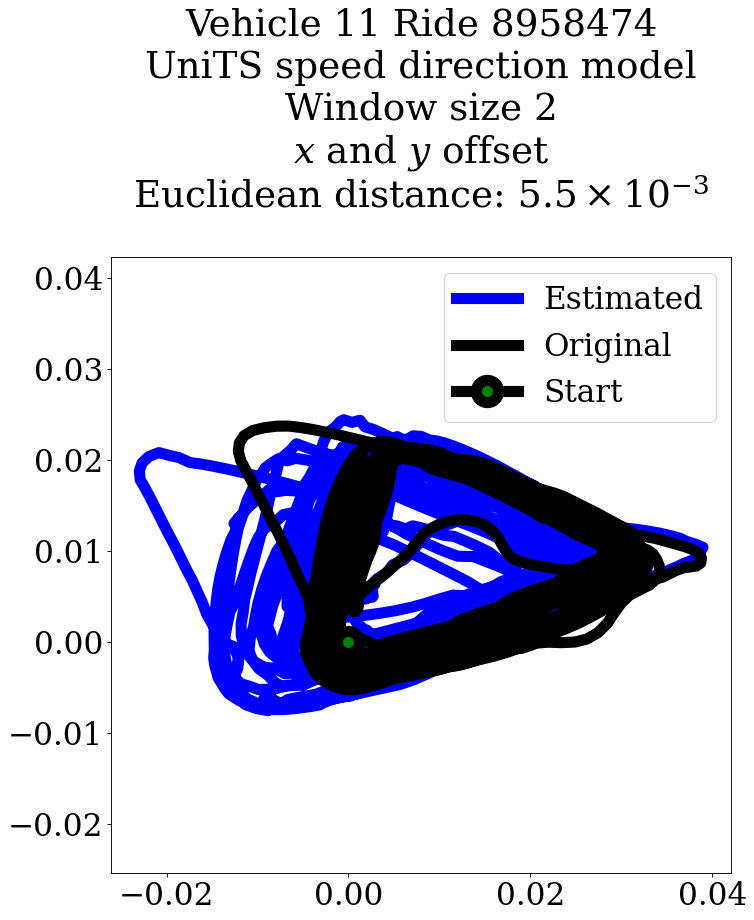 Vehicle 11 Ride 8958474
UniTS speed direction model
Window size 2
x and y offset
Euclidean distance: 5.5 × 10⁻³
Estimated
Original
Start
0.04
0.03
0.02
0.01
0.00
−0.01
−0.02
−0.02 0.00 0.02 0.04